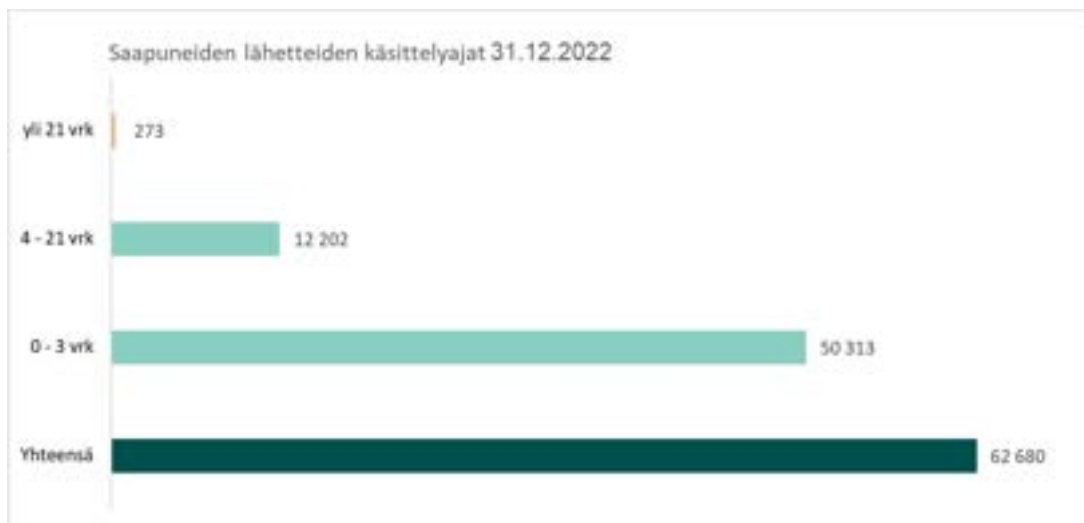 Saapuneiden lähetteiden käsittelyajat 31.12.2022
yli 21 vrk 273
4 - 21 vrk 12 202
0 - 3 vrk 50 313
Yhteensä 62 680